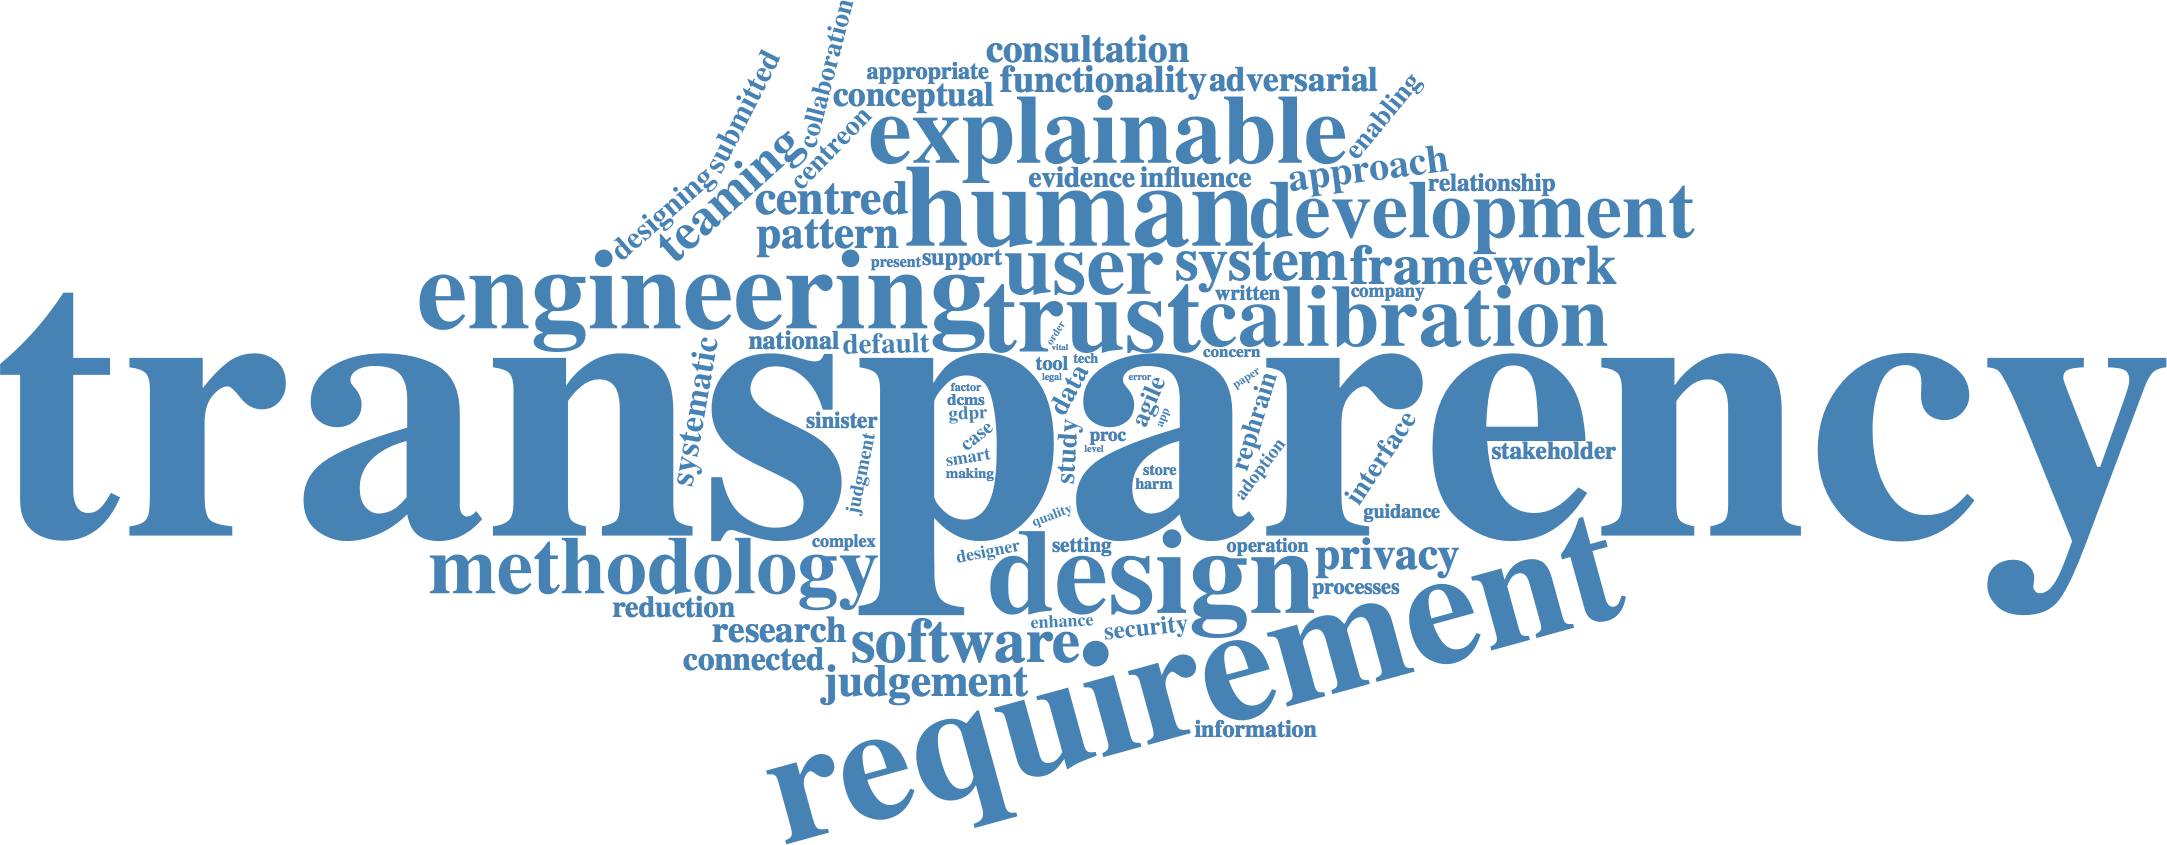 collaboration
submitted
consultation
appropriate
functionality adversarial
conceptual
enabling
centreon
explainable
teaming
designing
approach
evidence influence
relationship
centred
human
development
pattern
present support
user
system framework
engineering
written
company
trust calibration
national default
order
vital
concern
transparency
systematic
tool
tech
legal
data
error
agile
app
paper
rephrain
factor
dcms
gdpr
case
smart
making
sinister
judgment
study
proc
level
store
harm
adoption
interface
stakeholder
guidance
quality
complex
designer
setting
operation
privacy
methodology
design
processes
reduction
requirement
enhance
security
research
software
connected
judgement
information